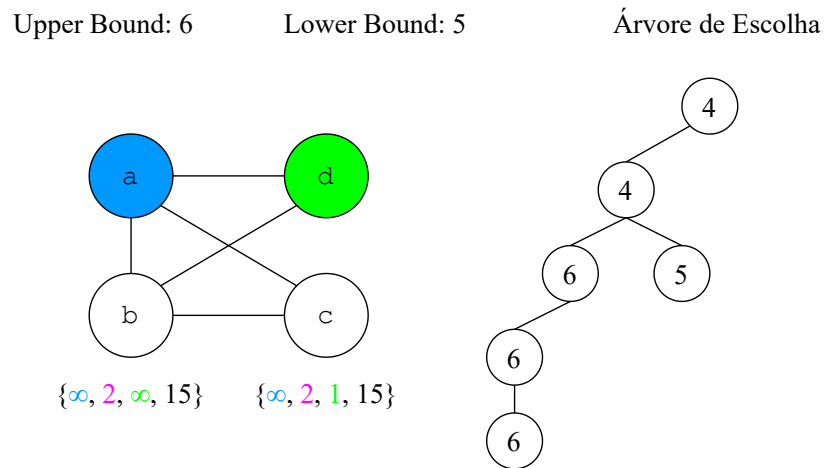 Upper Bound: 6 Lower Bound: 5 Árvore de Escolha
4
a d
4
6 5
b c
6
{∞, 2, ∞, 15} {∞, 2, 1, 15}
6